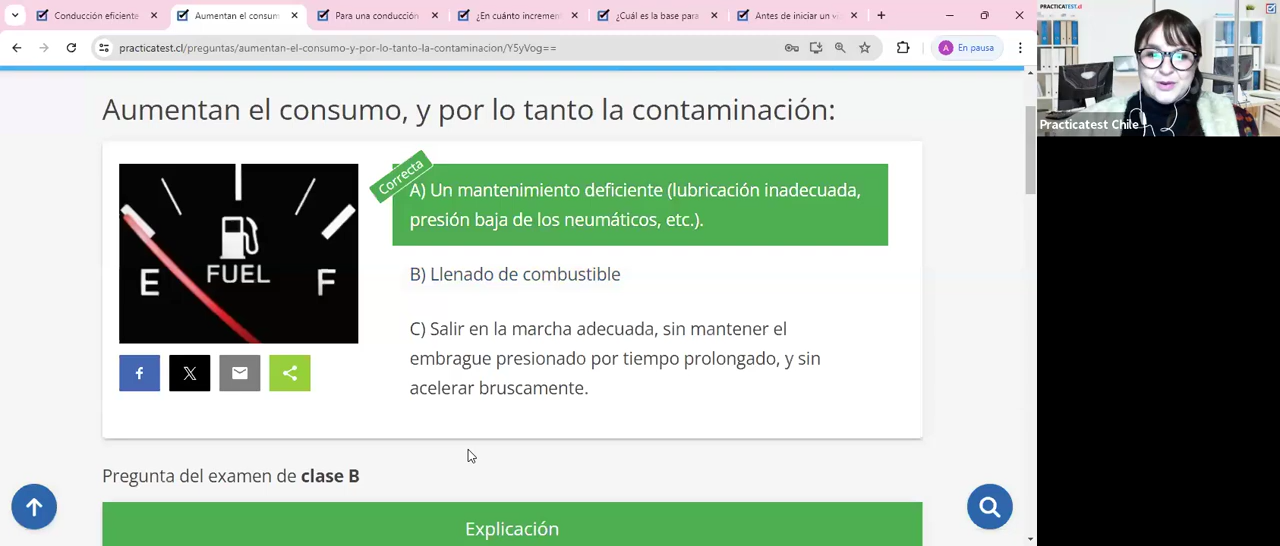 Conducción eficiente
Aumentan el consum
Para una conducción
¿En cuánto increment
¿Cuál es la base para
Antes de iniciar un v
practicatest.cl/preguntas/aumentan-el-consumo-y-por-lo-tanto-la-contaminacion/Y5yVog==
A
En pausa
PRACTICATEST.cl
Practicatest Chile
Aumentan el consumo, y por lo tanto la contaminación:
Correcta
A) Un mantenimiento deficiente (lubricación inadecuada,
presión baja de los neumáticos, etc.).
B) Llenado de combustible
C) Salir en la marcha adecuada, sin mantener el
embrague presionado por tiempo prolongado, y sin
acelerar bruscamente.
E FUEL F
Pregunta del examen de clase B
Explicación